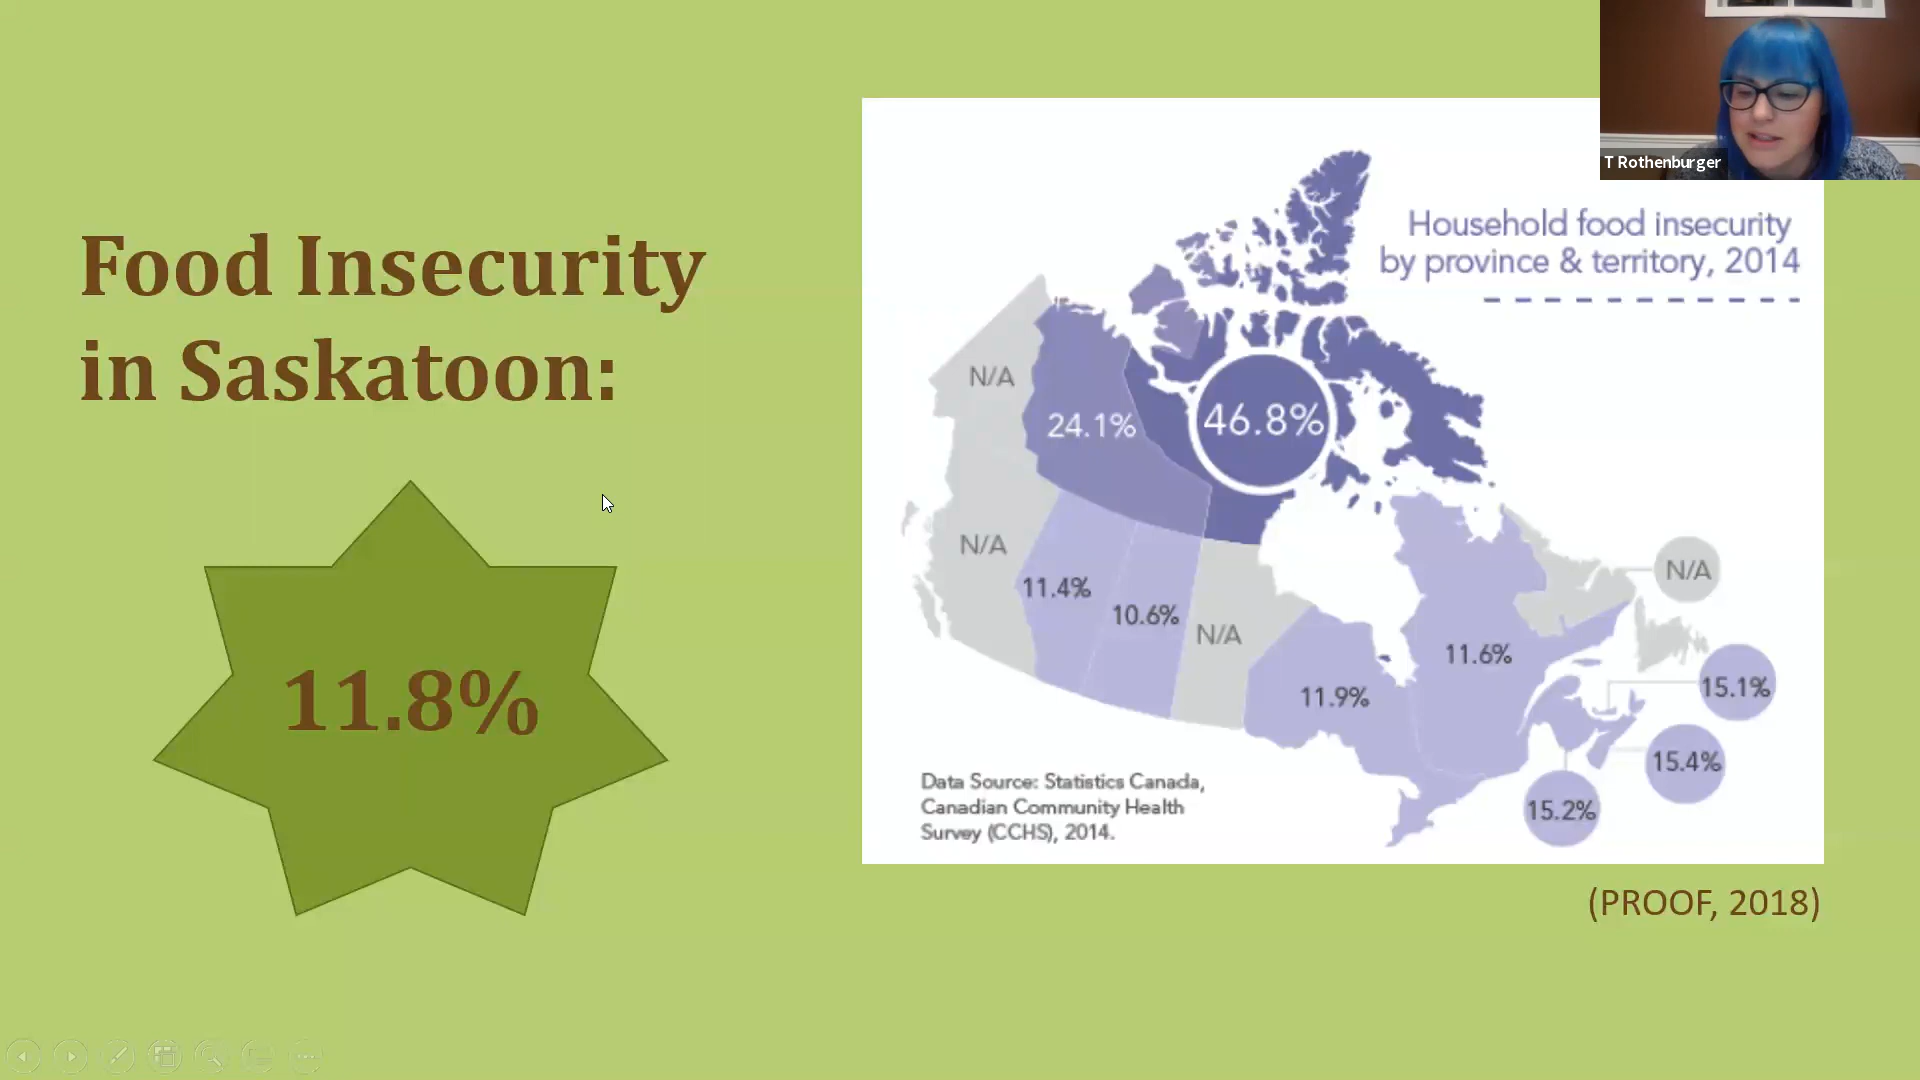 T Rothenburger
Food Insecurity
in Saskatoon:
11.8%
Household food insecurity
by province & territory, 2014
N/A
24.1%
46.8%
N/A
11.4%
10.6%
N/A
11.9%
11.6%
N/A
15.1%
15.4%
15.2%
Data Source: Statistics Canada,
Canadian Community Health
Survey (CCHS), 2014.
(PROOF, 2018)